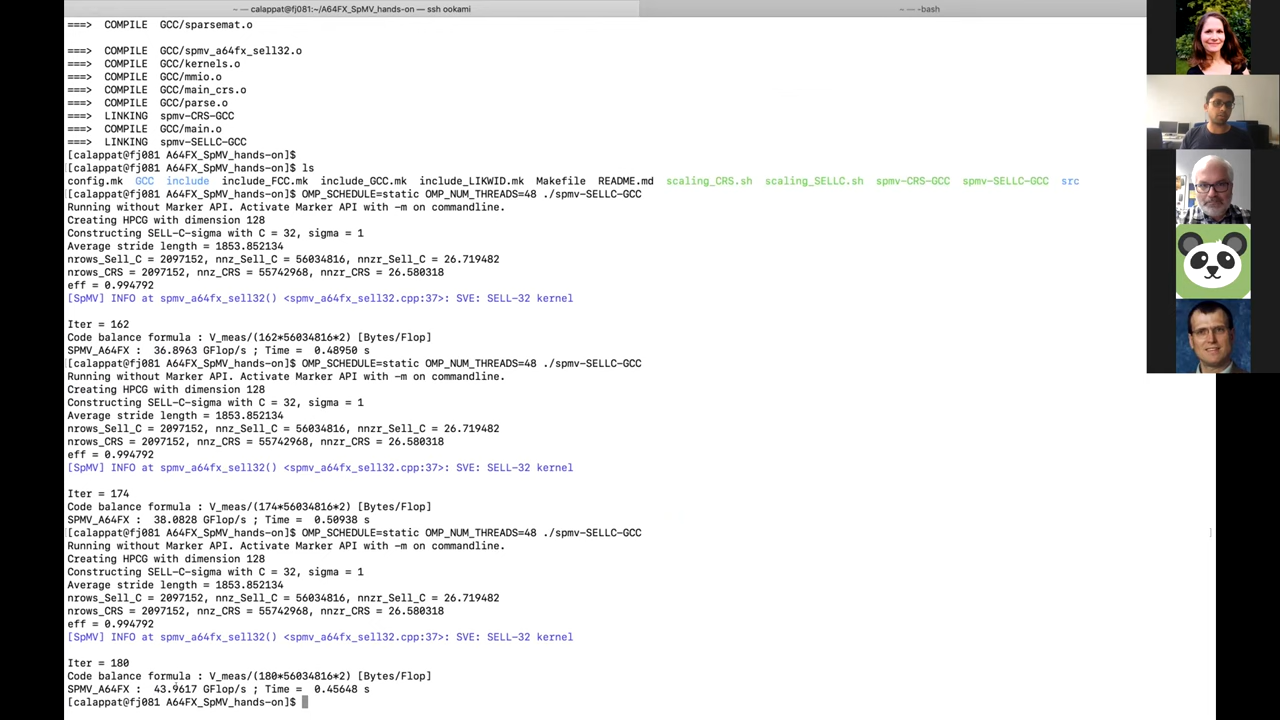 ~ — calappat@fj081:~/A64FX_SpMV_hands-on — ssh ookami
~ — -bash
===>  COMPILE  GCC/sparsemat.o
===>  COMPILE  GCC/spmv_a64fx_sell32.o
===>  COMPILE  GCC/kernels.o
===>  COMPILE  GCC/mmio.o
===>  COMPILE  GCC/main_crs.o
===>  COMPILE  GCC/parse.o
===>  LINKING  spmv-CRS-GCC
===>  COMPILE  GCC/main.o
===>  LINKING  spmv-SELLC-GCC
[calappat@fj081 A64FX_SpMV_hands-on]$
[calappat@fj081 A64FX_SpMV_hands-on]$ ls
config.mk  GCC  include  include_FCC.mk  include_GCC.mk  include_LIKWID.mk  Makefile  README.md  scaling_CRS.sh  scaling_SELLC.sh  spmv-CRS-GCC  spmv-SELLC-GCC  src
[calappat@fj081 A64FX_SpMV_hands-on]$ OMP_SCHEDULE=static OMP_NUM_THREADS=48 ./spmv-SELLC-GCC
Running without Marker API. Activate Marker API with -m on commandline.
Creating HPCG with dimension 128
Constructing SELL-C-sigma with C = 32, sigma = 1
Average stride length = 1853.852134
nrows_Sell_C = 2097152, nnz_Sell_C = 56034816, nnzr_Sell_C = 26.719482
nrows_CRS = 2097152, nnz_CRS = 55742968, nnzr_CRS = 26.580318
eff = 0.994792
[SpMV] INFO at spmv_a64fx_sell32() <spmv_a64fx_sell32.cpp:37>: SVE: SELL-32 kernel
Iter = 162
Code balance formula : V_meas/(162*56034816*2) [Bytes/Flop]
SPMV_A64FX :  36.8963 GFlop/s ; Time =  0.48950 s
[calappat@fj081 A64FX_SpMV_hands-on]$ OMP_SCHEDULE=static OMP_NUM_THREADS=48 ./spmv-SELLC-GCC
Running without Marker API. Activate Marker API with -m on commandline.
Creating HPCG with dimension 128
Constructing SELL-C-sigma with C = 32, sigma = 1
Average stride length = 1853.852134
nrows_Sell_C = 2097152, nnz_Sell_C = 56034816, nnzr_Sell_C = 26.719482
nrows_CRS = 2097152, nnz_CRS = 55742968, nnzr_CRS = 26.580318
eff = 0.994792
[SpMV] INFO at spmv_a64fx_sell32() <spmv_a64fx_sell32.cpp:37>: SVE: SELL-32 kernel
Iter = 174
Code balance formula : V_meas/(174*56034816*2) [Bytes/Flop]
SPMV_A64FX :  38.0828 GFlop/s ; Time =  0.50938 s
[calappat@fj081 A64FX_SpMV_hands-on]$ OMP_SCHEDULE=static OMP_NUM_THREADS=48 ./spmv-SELLC-GCC
Running without Marker API. Activate Marker API with -m on commandline.
Creating HPCG with dimension 128
Constructing SELL-C-sigma with C = 32, sigma = 1
Average stride length = 1853.852134
nrows_Sell_C = 2097152, nnz_Sell_C = 56034816, nnzr_Sell_C = 26.719482
nrows_CRS = 2097152, nnz_CRS = 55742968, nnzr_CRS = 26.580318
eff = 0.994792
[SpMV] INFO at spmv_a64fx_sell32() <spmv_a64fx_sell32.cpp:37>: SVE: SELL-32 kernel
Iter = 180
Code balance formula : V_meas/(180*56034816*2) [Bytes/Flop]
SPMV_A64FX :  43.9617 GFlop/s ; Time =  0.45648 s
[calappat@fj081 A64FX_SpMV_hands-on]$